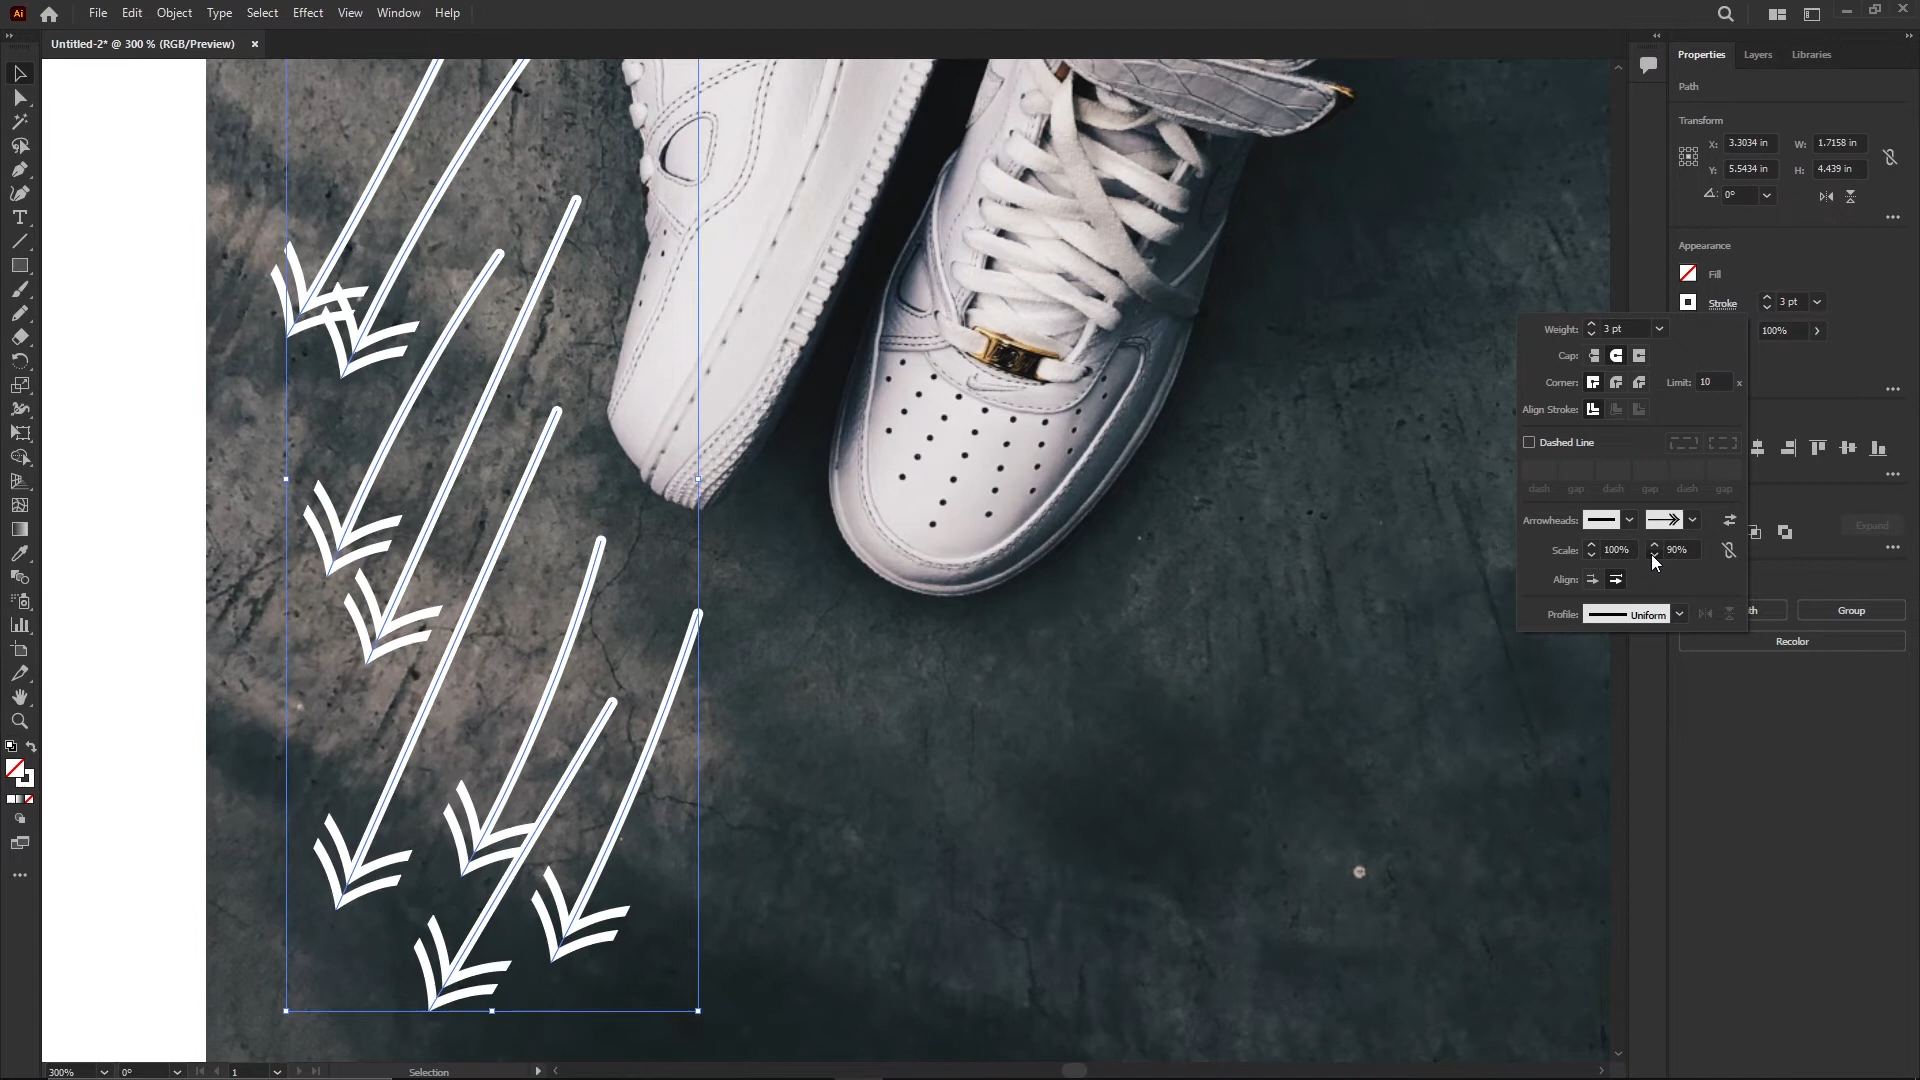 Ai File Edit Object Type Select Effect View Window Help
Untitled-2* @ 300 % (RGB/Preview) ×
Properties Layers Libraries
Path
Transform
X: 3.3034 in W: 1.7158 in
Y: 5.5434 in H: 4.439 in
0°
Appearance
Fill
Stroke 3 pt
100%
Weight: 3 pt
Cap:
Corner: Limit: 10 x
Align Stroke:
Dashed Line
dash gap dash gap dash gap
Arrowheads:
Expand
Scale: 100% 90%
Align:
Profile: Uniform
th Group
Recolor
300% 0° 1 Selection